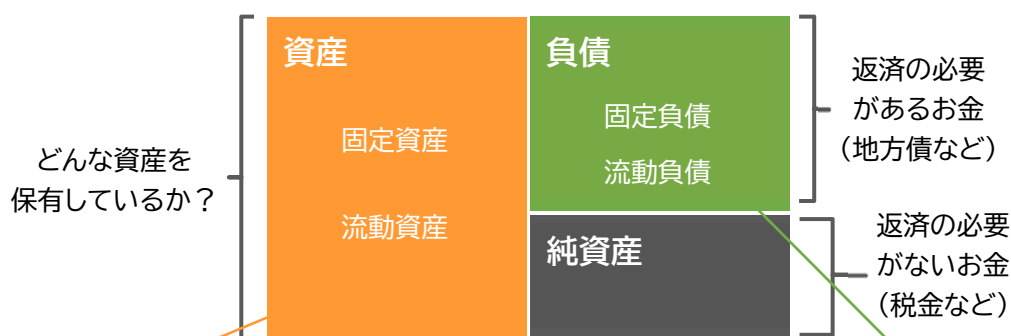 どんな資産を
保有しているか？
資産
固定資産
流動資産
負債
固定負債
流動負債
純資産
返済の必要
があるお金
（地方債など）
返済の必要
がないお金
（税金など）